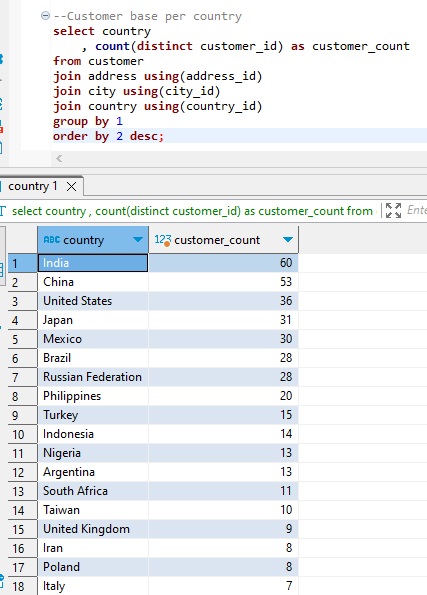 --Customer base per country
select country
, count(distinct customer_id) as customer_count
from customer
join address using(address_id)
join city using(city_id)
join country using(country_id)
group by 1
order by 2 desc;
country 1
select country , count(distinct customer_id) as customer_count from
Ente
ABC country 123 customer_count
1 India 60
2 China 53
3 United States 36
4 Japan 31
5 Mexico 30
6 Brazil 28
7 Russian Federation 28
8 Philippines 20
9 Turkey 15
10 Indonesia 14
11 Nigeria 13
12 Argentina 13
13 South Africa 11
14 Taiwan 10
15 United Kingdom 9
16 Iran 8
17 Poland 8
18 Italy 7